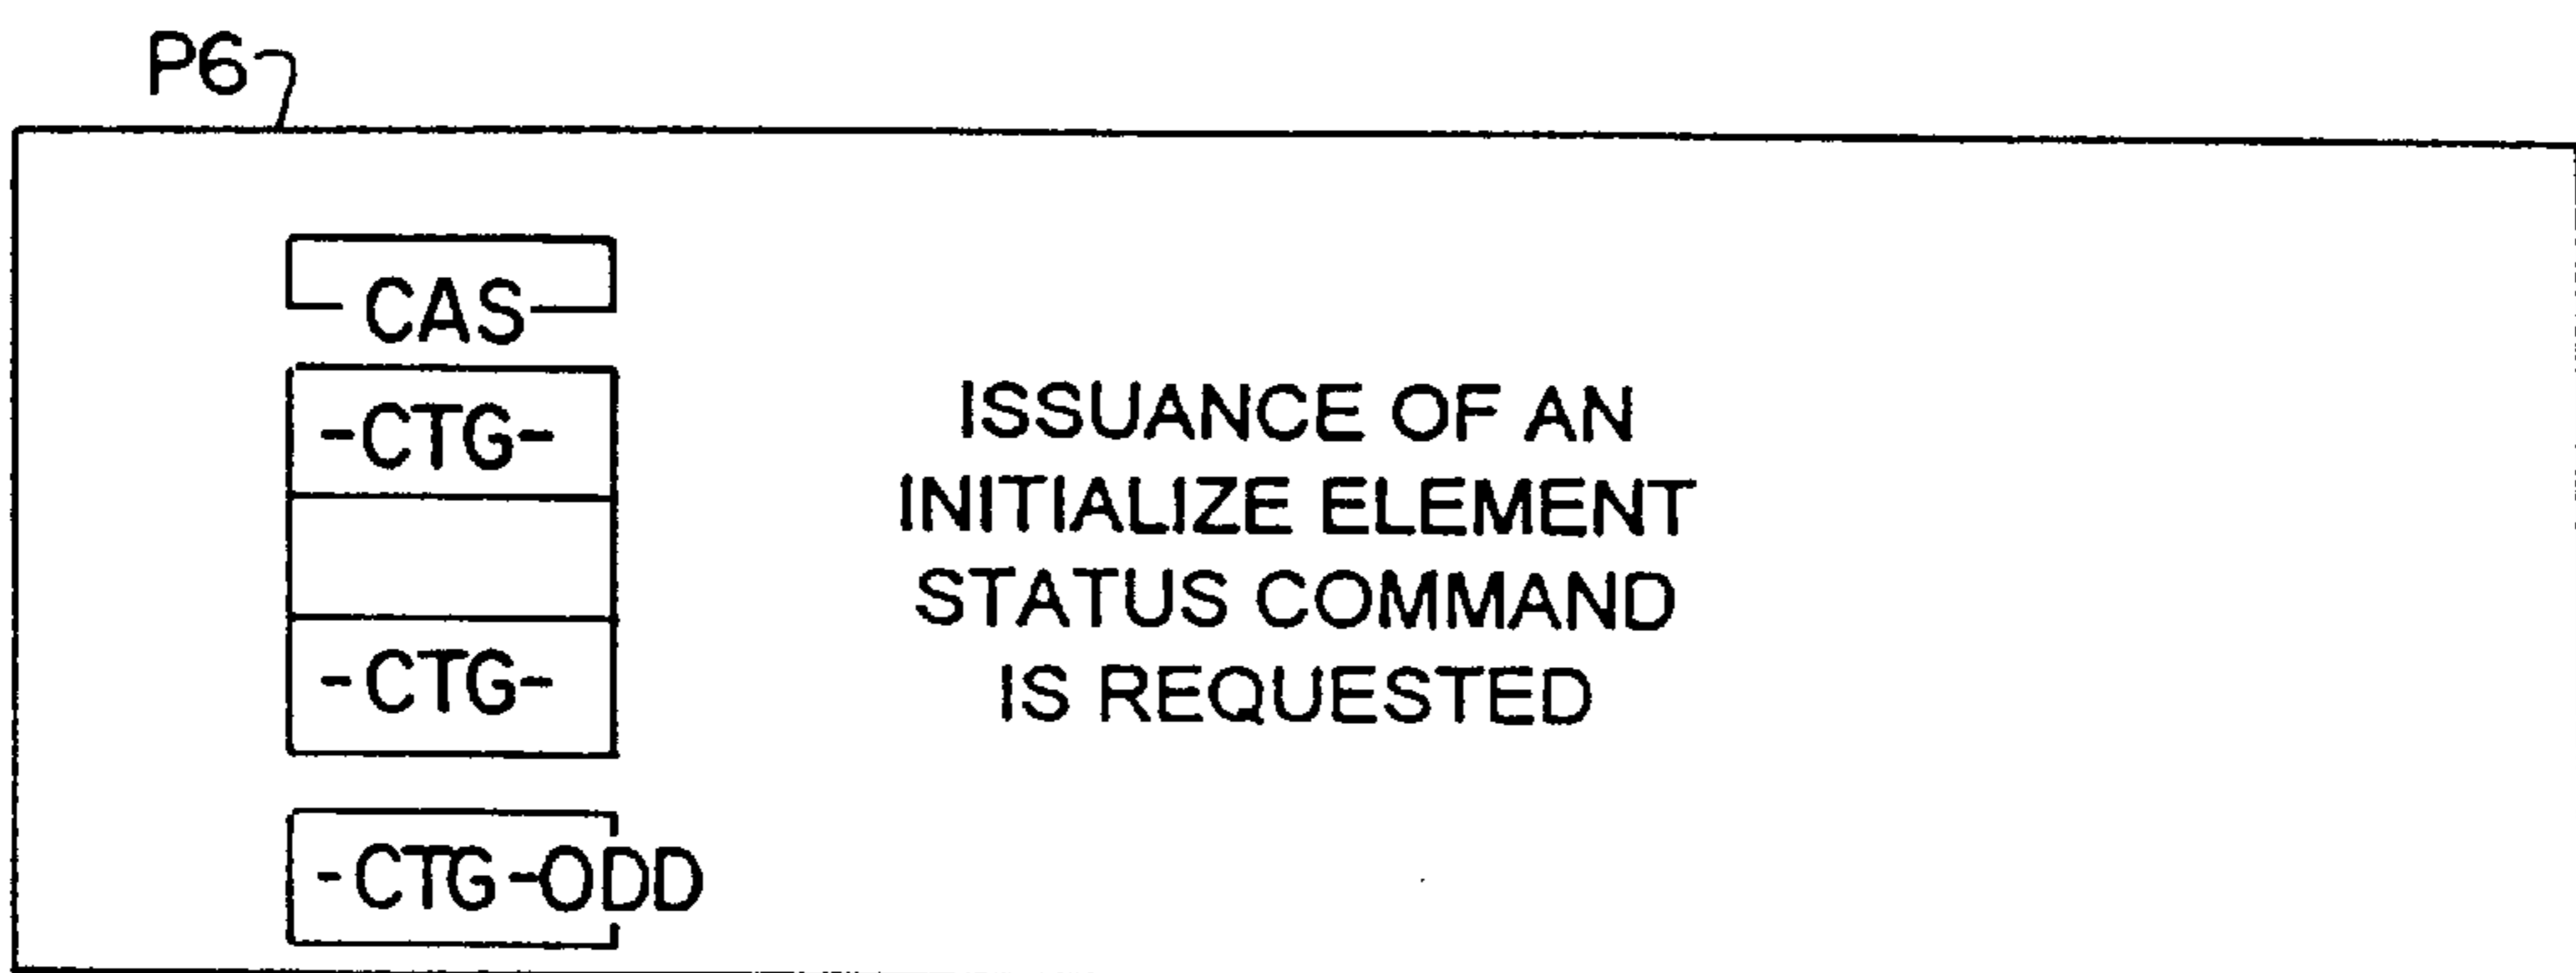 P6
CAS
-CTG-
-CTG-
-CTG-ODD
ISSUANCE OF AN
INITIALIZE ELEMENT
STATUS COMMAND
IS REQUESTED